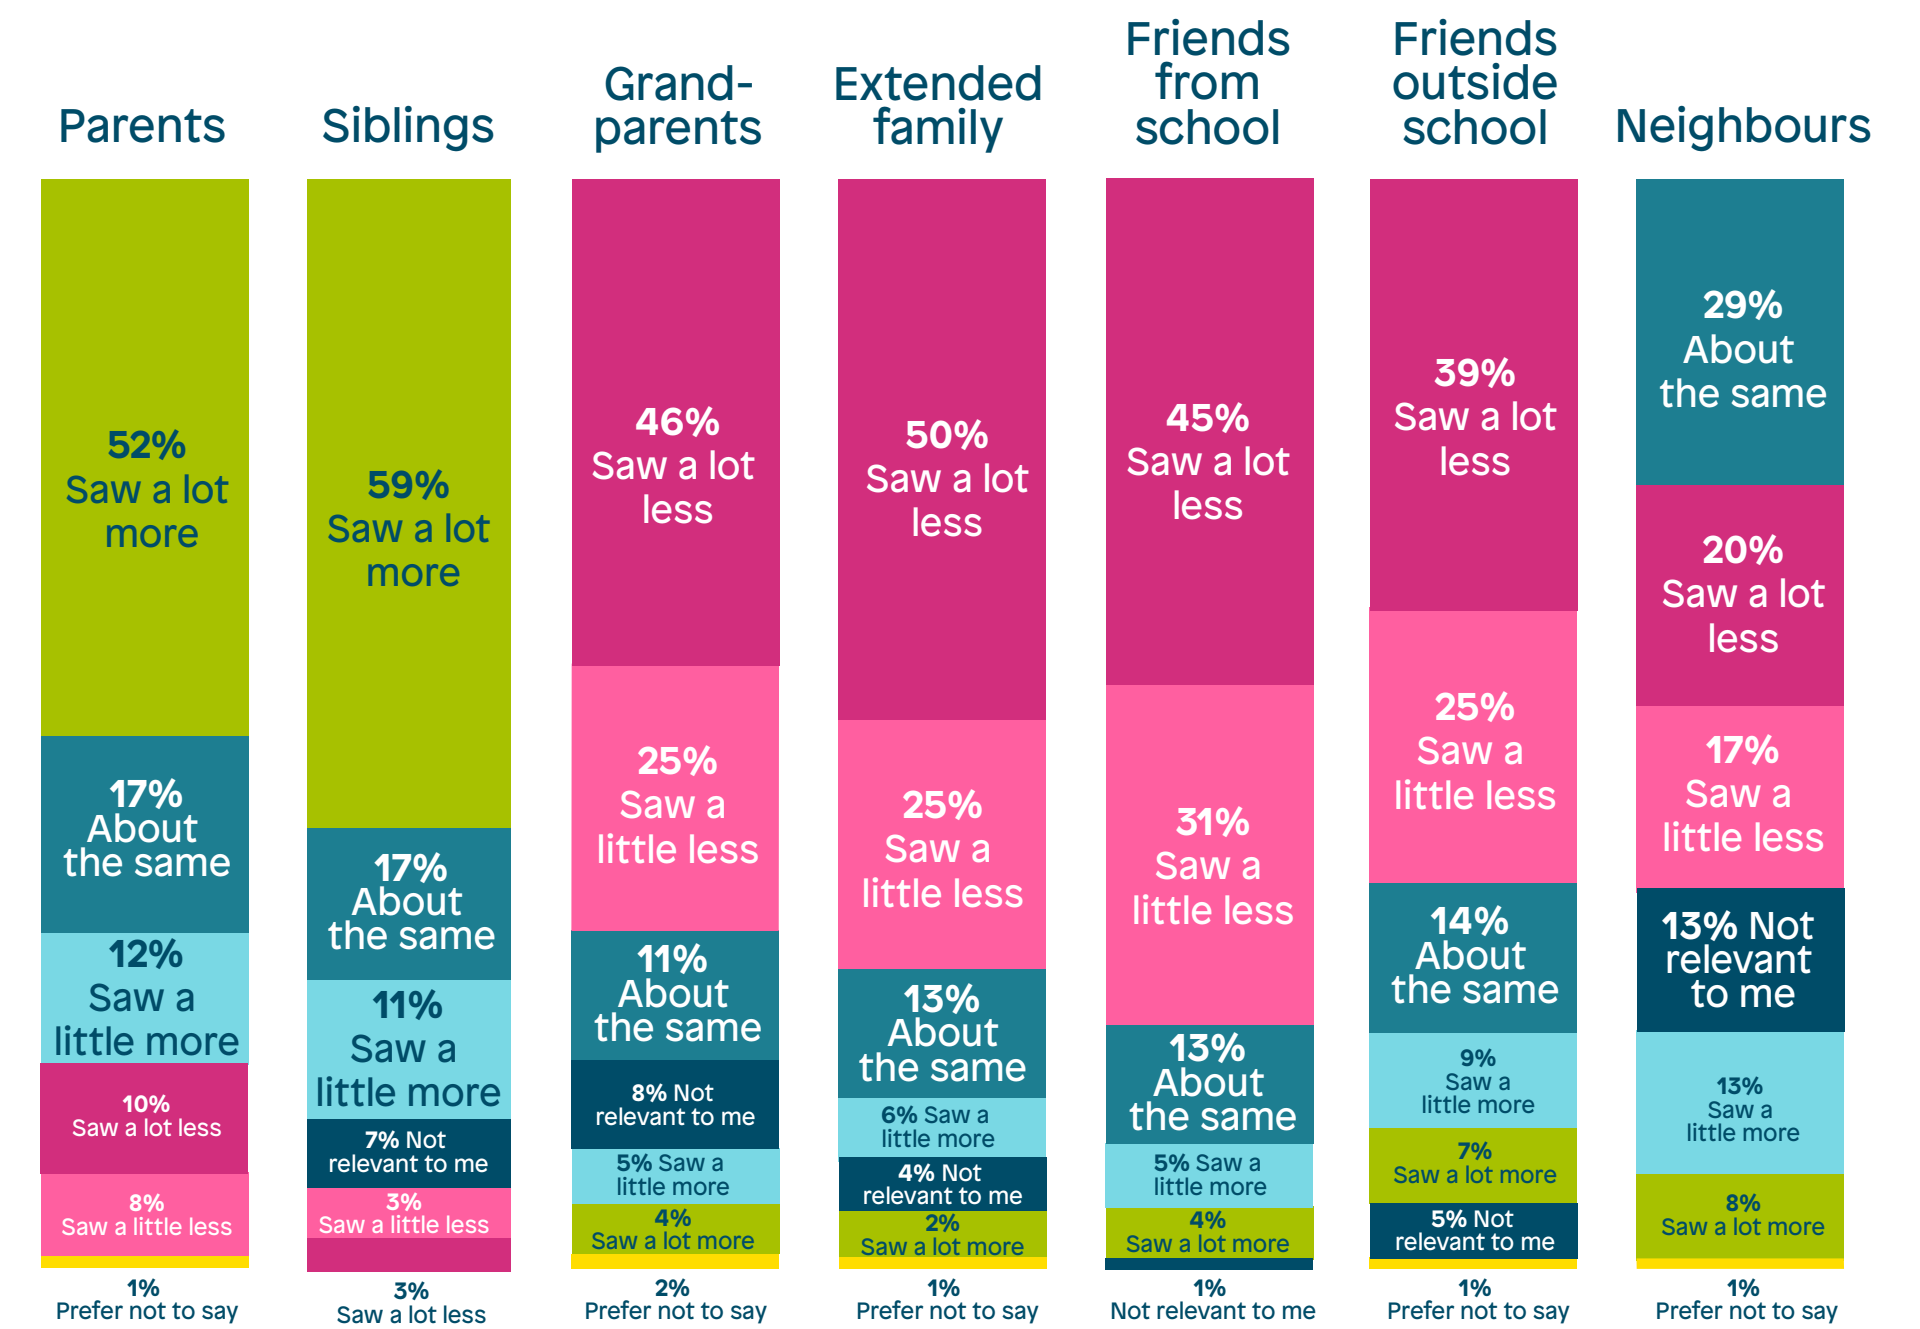 Parents
52%
Saw a lot
more
17%
About
the same
12%
Saw a
little more
10%
Saw a lot less
8%
Saw a little less
1%
Prefer not to say
Siblings
59%
Saw a lot
more
17%
About
the same
11%
Saw a
little more
7% Not
relevant to me
3%
Saw a little less
3%
Saw a lot less
Grand-
parents
46%
Saw a lot
less
25%
Saw a
little less
11%
About
the same
8% Not
relevant to me
5% Saw a
little more
4%
Saw a lot more
2%
Prefer not to say
Extended
family
50%
Saw a lot
less
25%
Saw a
little less
13%
About
the same
6% Saw a
little more
4% Not
relevant to me
2%
Saw a lot more
1%
Prefer not to say
Friends
from
school
45%
Saw a lot
less
31%
Saw a
little less
13%
About
the same
5% Saw a
little more
4%
Saw a lot more
1%
Not relevant to me
Friends
outside
school
39%
Saw a lot
less
25%
Saw a
little less
14%
About
the same
9%
Saw a
little more
7%
Saw a lot more
5% Not
relevant to me
1%
Prefer not to say
Neighbours
29%
About
the same
20%
Saw a lot
less
17%
Saw a
little less
13% Not
relevant
to me
13%
Saw a
little more
8%
Saw a lot more
1%
Prefer not to say